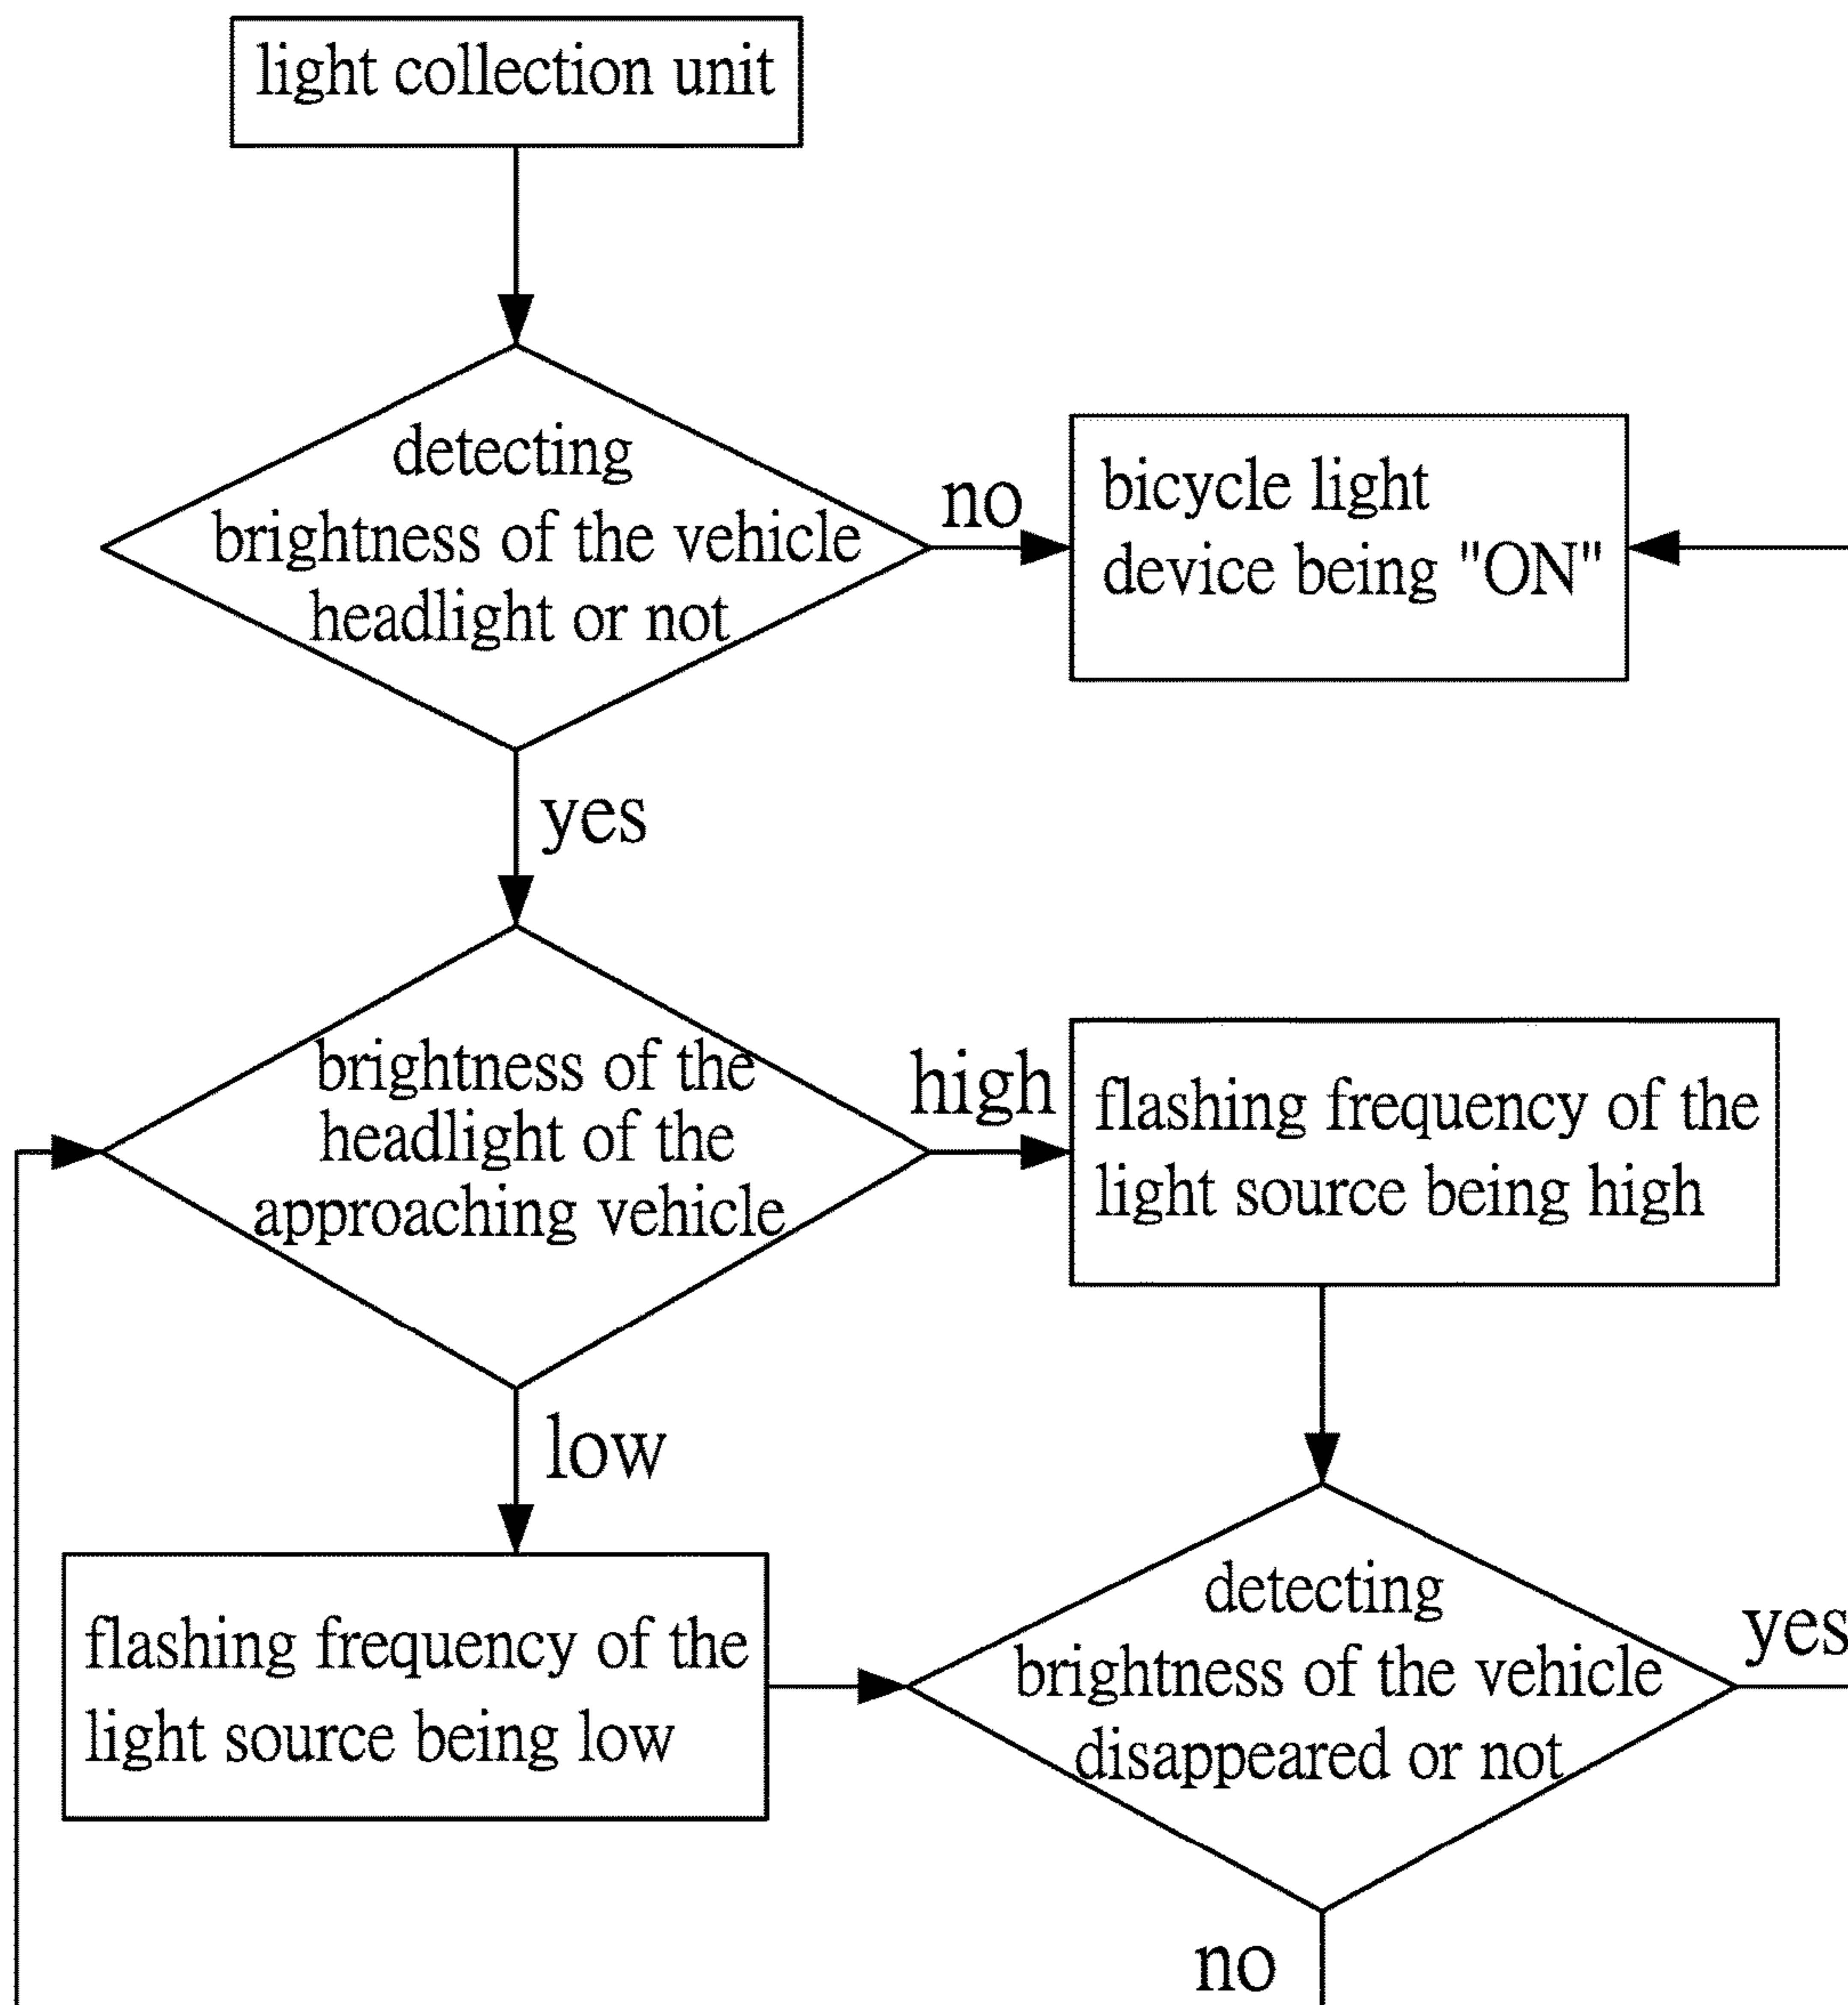 light collection unit
detecting
brightness of the vehicle
headlight or not
no
bicycle light
device being "ON"
yes
brightness of the
headlight of the
approaching vehicle
high
flashing frequency of the
light source being high
low
flashing frequency of the
light source being low
detecting
brightness of the vehicle
disappeared or not
yes
no